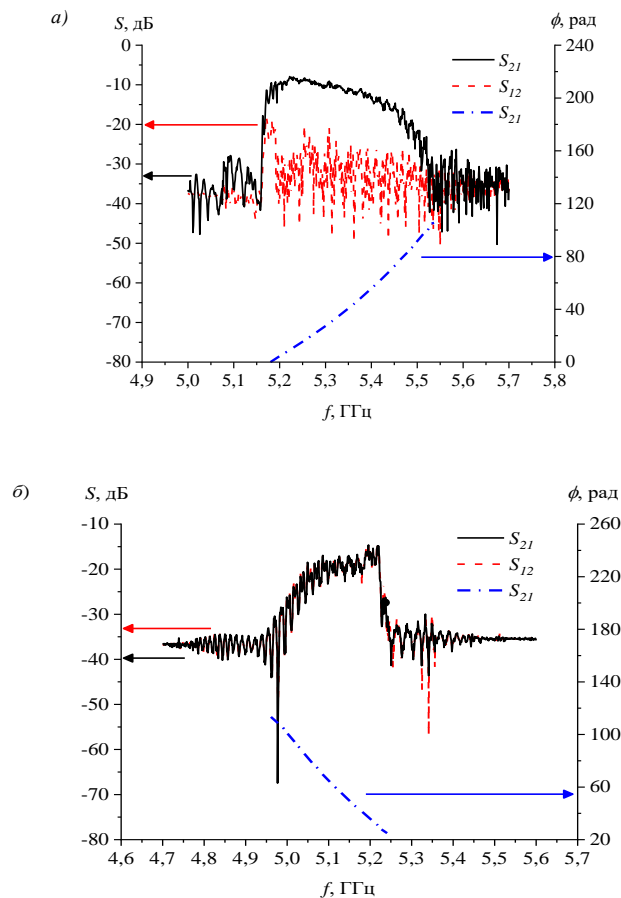 а)
S, дБ
ϕ, рад
0
-10
-20
-30
-40
-50
-60
-70
-80
240
200
160
120
80
40
0
S21
S12
S21
4,9 5,0 5,1 5,2 5,3 5,4 5,5 5,6 5,7 5,8
f, ГГц
б)
S, дБ
ϕ, рад
-10
-20
-30
-40
-50
-60
-70
-80
260
220
180
140
100
60
20
S21
S12
S21
4,6 4,7 4,8 4,9 5,0 5,1 5,2 5,3 5,4 5,5 5,6 5,7
f, ГГц